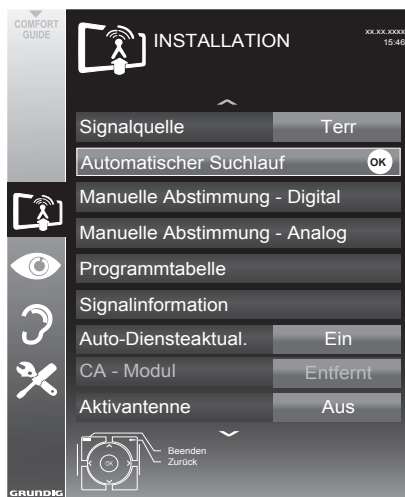 COMFORT
GUIDE
INSTALLATION
xx.xx.xxxx
15:46
Signalquelle Terr
Automatischer Suchlauf OK
Manuelle Abstimmung - Digital
Manuelle Abstimmung - Analog
Programmtabelle
Signalinformation
Auto-Diensteaktual. Ein
CA - Modul Entfernt
Aktivantenne Aus
OK
Beenden
Zurück
GRUNDIG